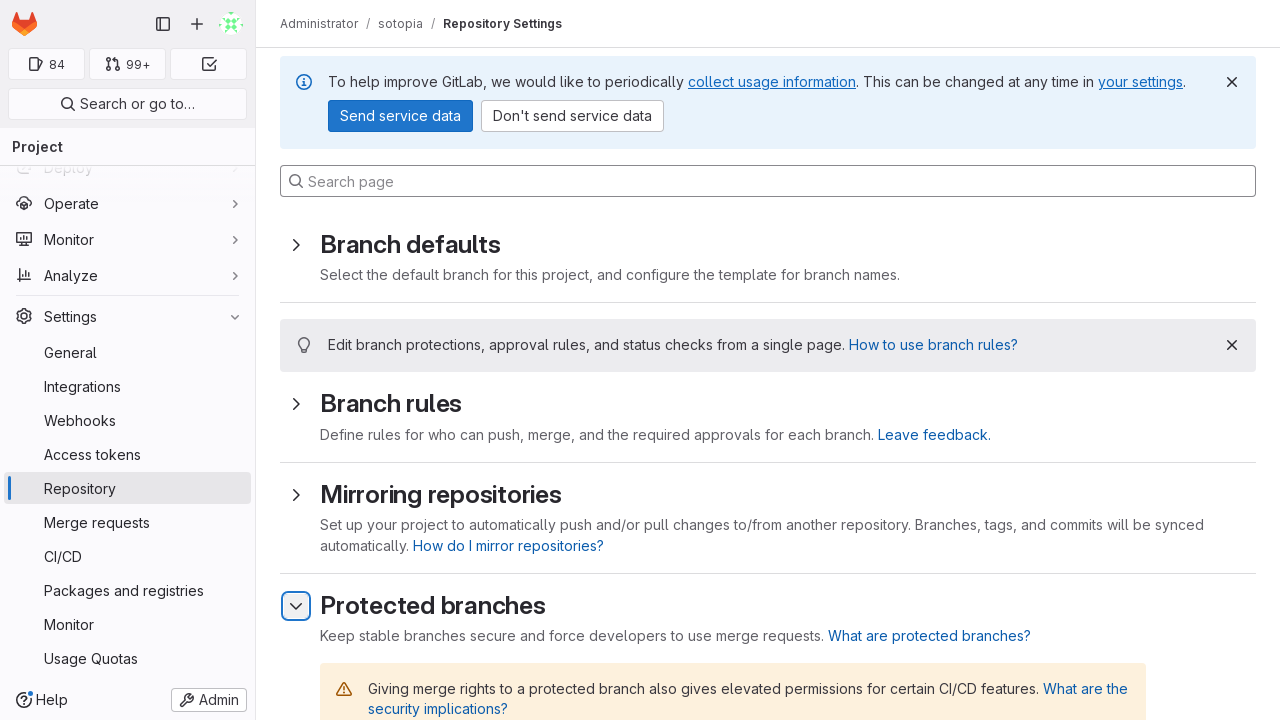 84
99+
Search or go to…
Project
Deploy
Operate
Monitor
Analyze
Settings
General
Integrations
Webhooks
Access tokens
Repository
Merge requests
CI/CD
Packages and registries
Monitor
Usage Quotas
Help
Admin
Administrator / sotopia / Repository Settings
To help improve GitLab, we would like to periodically collect usage information. This can be changed at any time in your settings.
Send service data
Don't send service data
Search page
Branch defaults
Select the default branch for this project, and configure the template for branch names.
Edit branch protections, approval rules, and status checks from a single page. How to use branch rules?
Branch rules
Define rules for who can push, merge, and the required approvals for each branch. Leave feedback.
Mirroring repositories
Set up your project to automatically push and/or pull changes to/from another repository. Branches, tags, and commits will be synced
automatically. How do I mirror repositories?
Protected branches
Keep stable branches secure and force developers to use merge requests. What are protected branches?
Giving merge rights to a protected branch also gives elevated permissions for certain CI/CD features. What are the
security implications?